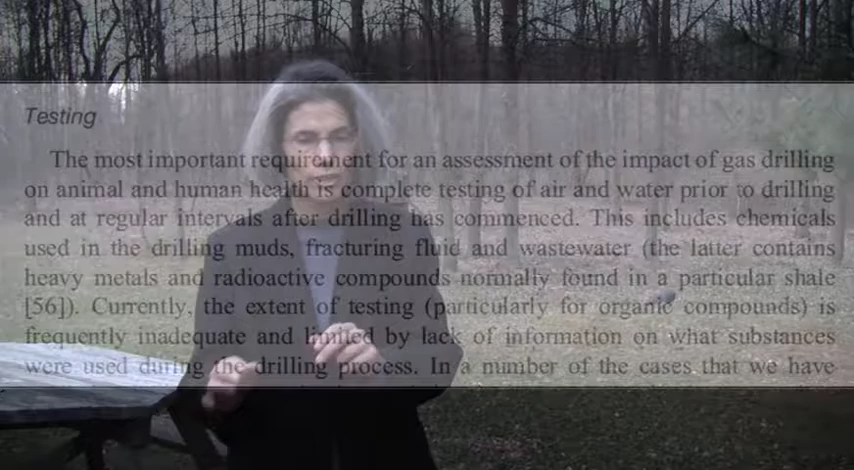 Testing
The most important requirement for an assessment of the impact of gas drilling
on animal and human health is complete testing of air and water prior to drilling
and at regular intervals after drilling has commenced. This includes chemicals
used in the drilling muds, fracturing fluid and wastewater (the latter contains
heavy metals and radioactive compounds normally found in a particular shale
[56]). Currently, the extent of testing (particularly for organic compounds) is
frequently inadequate and limited by lack of information on what substances
were used during the drilling process. In a number of the cases that we have